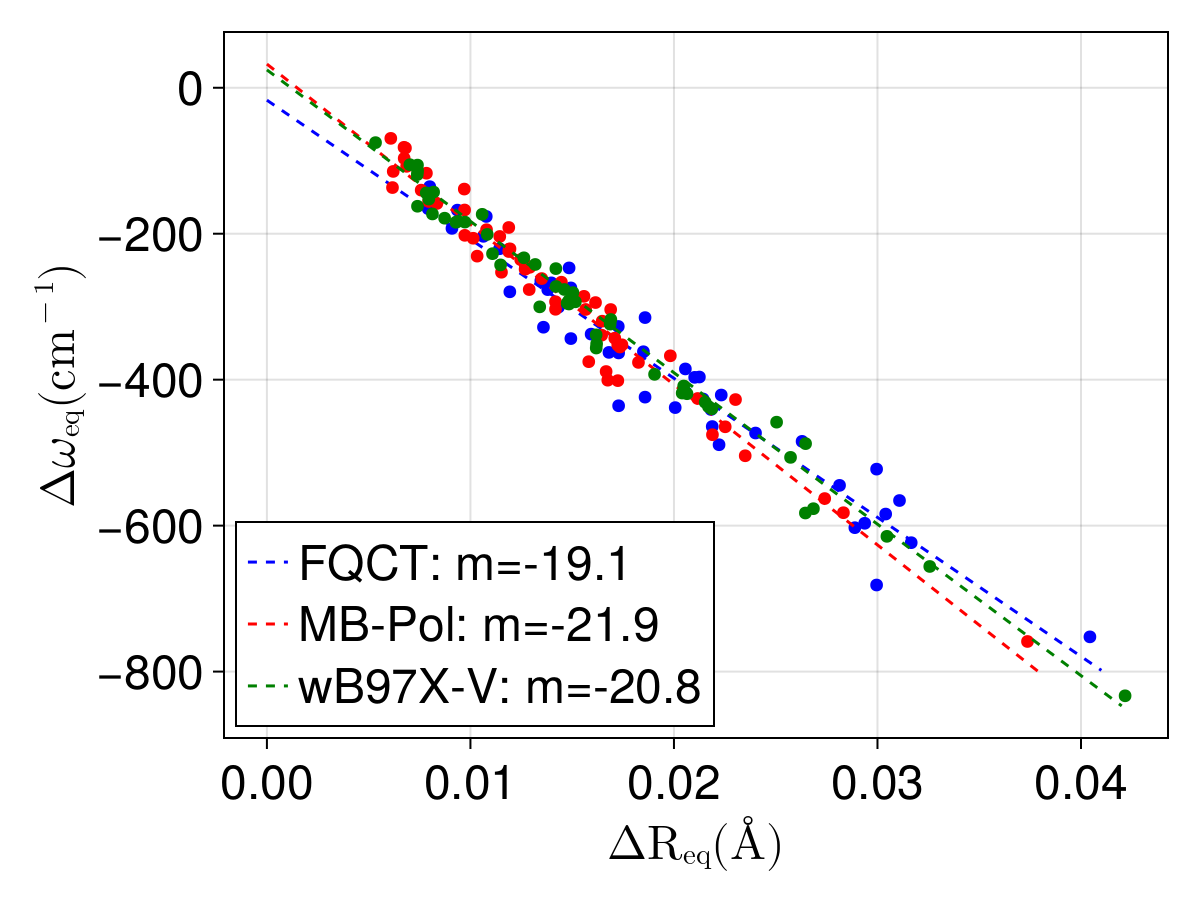 0
−200
−400
−600
−800
Δω_eq(cm⁻¹)
FQCT: m=-19.1
MB-Pol: m=-21.9
wB97X-V: m=-20.8
0.00 0.01 0.02 0.03 0.04
ΔR_eq(Å)